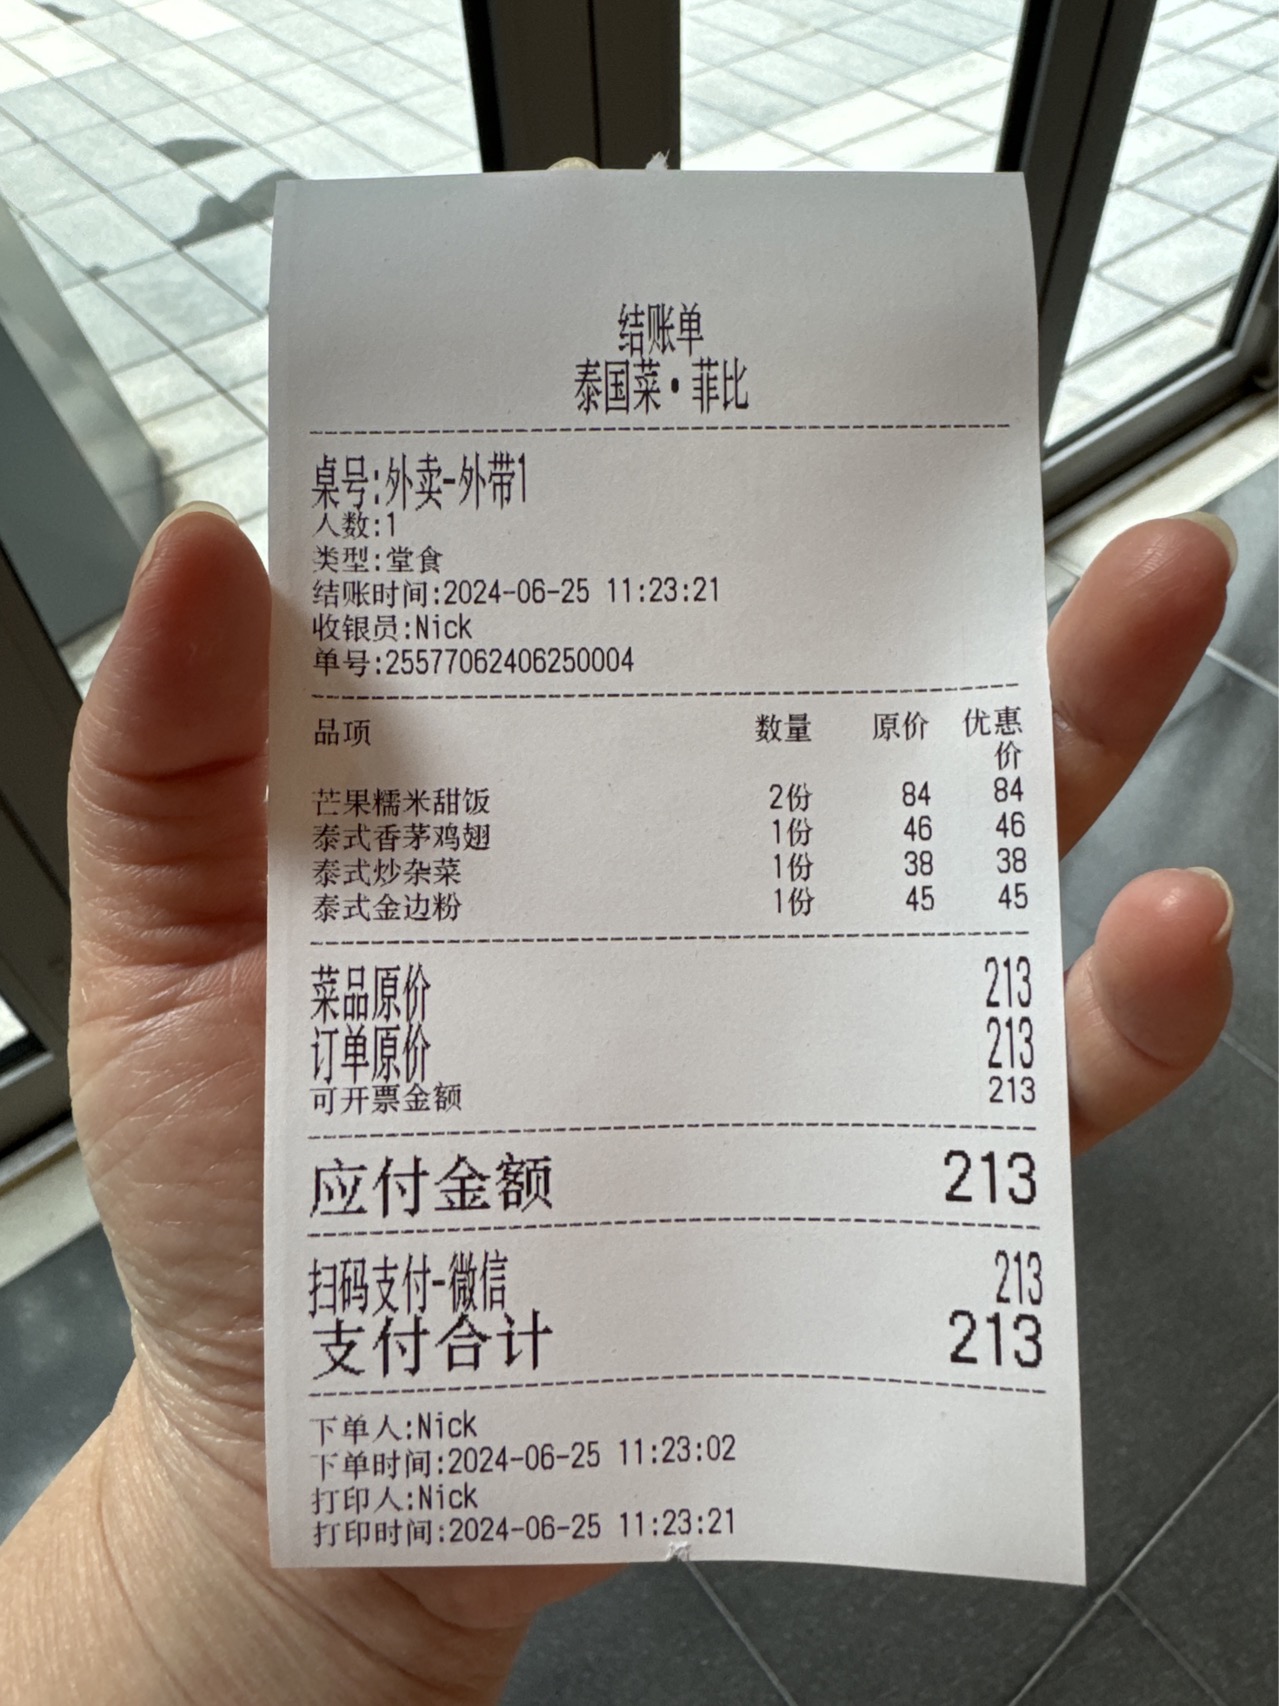 结账单
泰国菜·菲比
桌号:外卖-外带1
人数:1
类型:堂食
结账时间:2024-06-25 11:23:21
收银员:Nick
单号:25577062406250004
品项 数量 原价 优惠价
芒果糯米甜饭 2份 84 84
泰式香茅鸡翅 1份 46 46
泰式炒杂菜 1份 38 38
泰式金边粉 1份 45 45
菜品原价 213
订单原价 213
可开票金额 213
应付金额 213
扫码支付-微信 213
支付合计 213
下单人:Nick
下单时间:2024-06-25 11:23:02
打印人:Nick
打印时间:2024-06-25 11:23:21